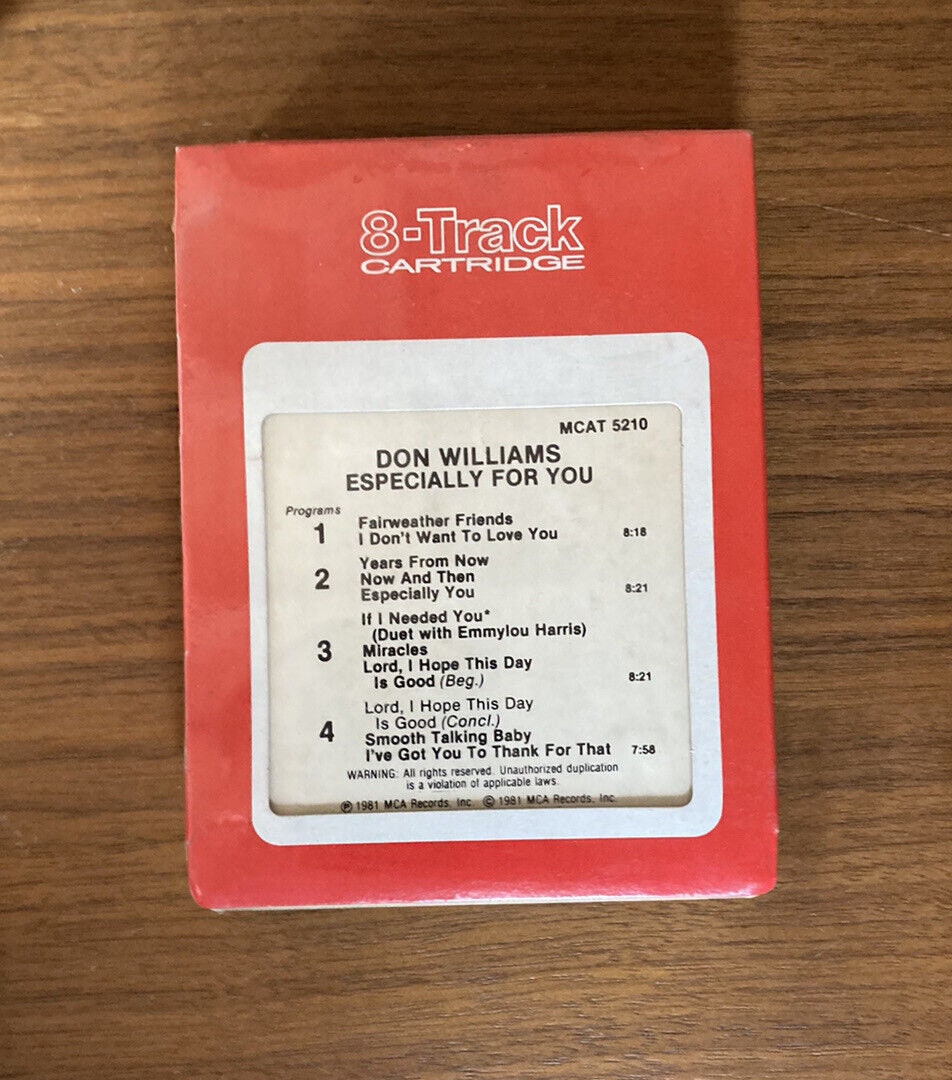 8-Track
CARTRIDGE
MCAT 5210
DON WILLIAMS
ESPECIALLY FOR YOU
Programs
1 Fairweather Friends
I Don't Want To Love You 8:18
Years From Now
2 Now And Then
Especially You 8:21
If I Needed You*
(Duet with Emmylou Harris)
3 Miracles
Lord, I Hope This Day
Is Good (Beg.) 8:21
Lord, I Hope This Day
Is Good (Concl.)
4 Smooth Talking Baby
I've Got You To Thank For That 7:58
WARNING: All rights reserved. Unauthorized duplication
is a violation of applicable laws.
℗ 1981 MCA Records, Inc. © 1981 MCA Records, Inc.